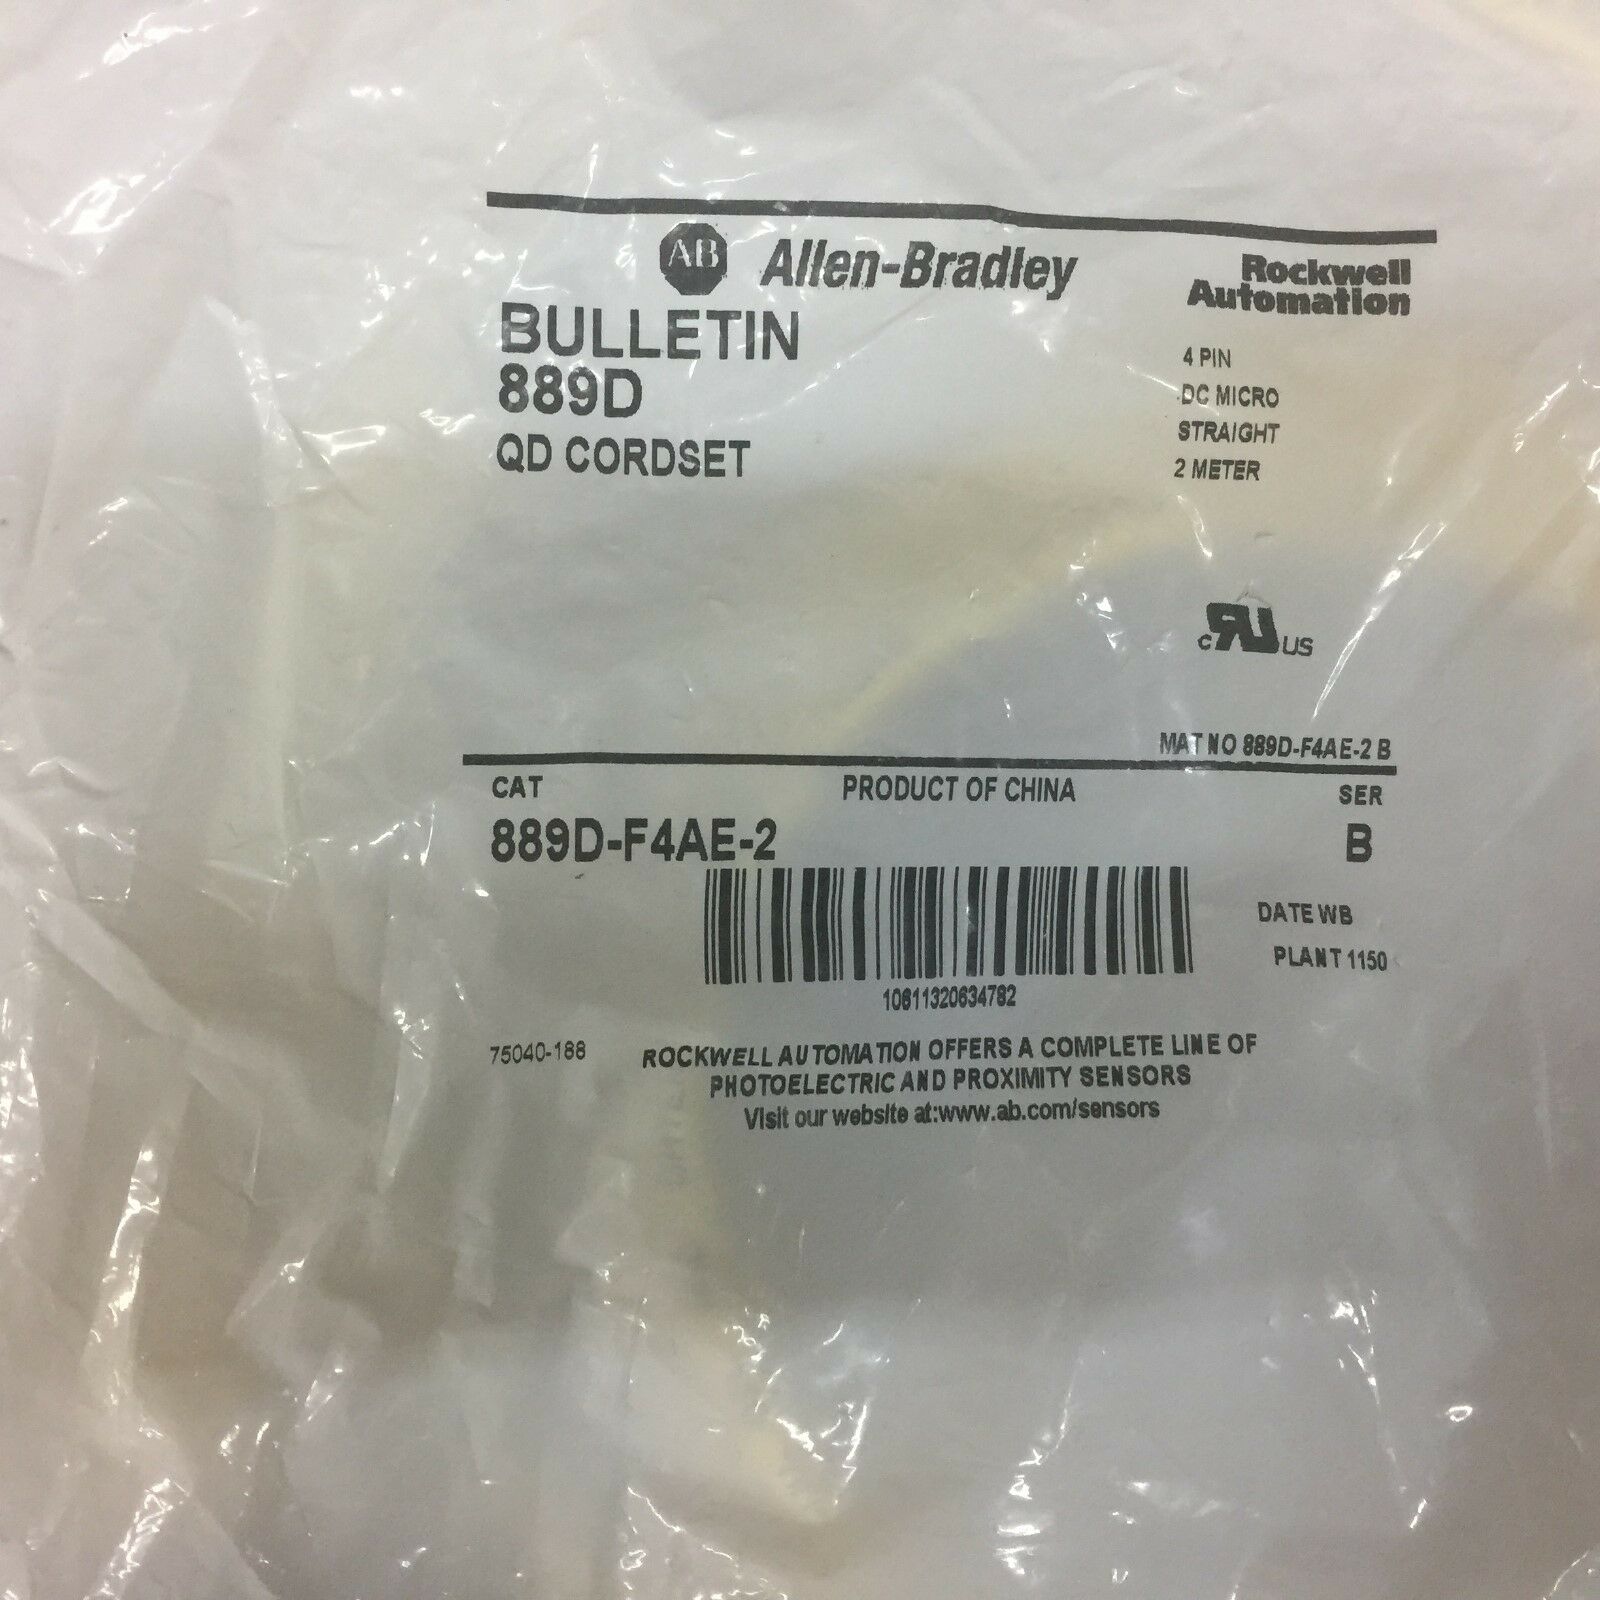 AB Allen-Bradley
Rockwell
Automation
BULLETIN
889D
QD CORDSET
4 PIN
DC MICRO
STRAIGHT
2 METER
c RU US
MAT NO 889D-F4AE-2 B
CAT
PRODUCT OF CHINA
SER
889D-F4AE-2
B
DATE WB
PLANT 1150
10611320634782
75040-188
ROCKWELL AUTOMATION OFFERS A COMPLETE LINE OF
PHOTOELECTRIC AND PROXIMITY SENSORS
Visit our website at:www.ab.com/sensors